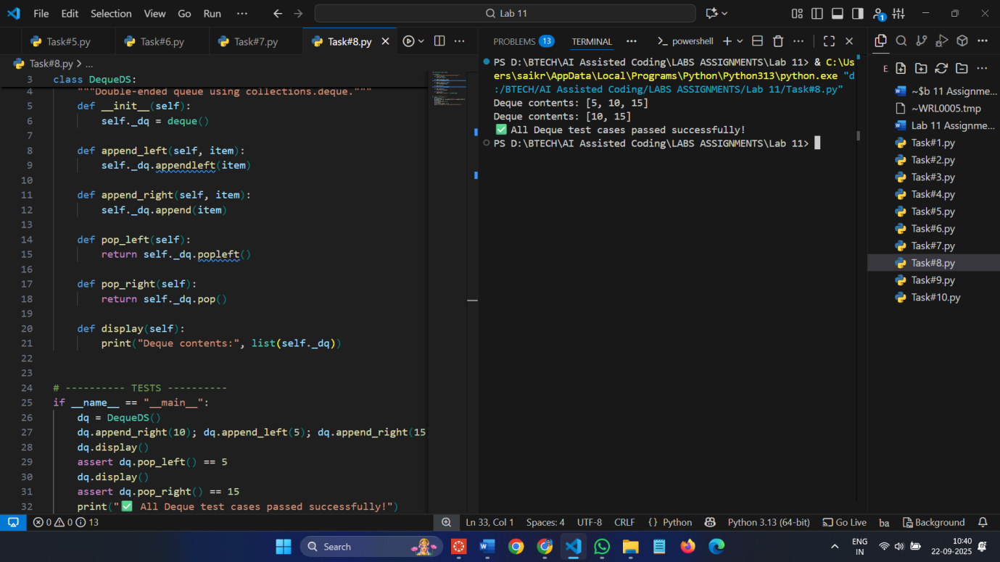 File Edit Selection View Go Run ··· Lab 11
Task#5.py Task#6.py Task#7.py Task#8.py
Task#8.py > ...
3 class DequeDS:
4 """Double-ended queue using collections.deque."""
5 def __init__(self):
6 self._dq = deque()
7
8 def append_left(self, item):
9 self._dq.appendleft(item)
10
11 def append_right(self, item):
12 self._dq.append(item)
13
14 def pop_left(self):
15 return self._dq.popleft()
16
17 def pop_right(self):
18 return self._dq.pop()
19
20 def display(self):
21 print("Deque contents:", list(self._dq))
22
23
24 # ---------- TESTS ----------
25 if __name__ == "__main__":
26 dq = DequeDS()
27 dq.append_right(10); dq.append_left(5); dq.append_right(15
28 dq.display()
29 assert dq.pop_left() == 5
30 dq.display()
31 assert dq.pop_right() == 15
32 print("✅ All Deque test cases passed successfully!")
PROBLEMS 13 TERMINAL ··· powershell
PS D:\BTECH\AI Assisted Coding\LABS ASSIGNMENTS\Lab 11> & C:\Us
ers\saikr\AppData\Local\Programs\Python\Python313\python.exe "d
:/BTECH/AI Assisted Coding/LABS ASSIGNMENTS/Lab 11/Task#8.py"
Deque contents: [5, 10, 15]
Deque contents: [10, 15]
✅ All Deque test cases passed successfully!
PS D:\BTECH\AI Assisted Coding\LABS ASSIGNMENTS\Lab 11>
1
E
~$b 11 Assignme...
~WRL0005.tmp
Lab 11 Assignme...
Task#1.py
Task#2.py
Task#3.py
Task#4.py
Task#5.py
Task#6.py
Task#7.py
Task#8.py
Task#9.py
Task#10.py
0 0 13 Ln 33, Col 1 Spaces: 4 UTF-8 CRLF {} Python Python 3.13 (64-bit) Go Live ba Background
Search ENG 10:40
IN 22-09-2025